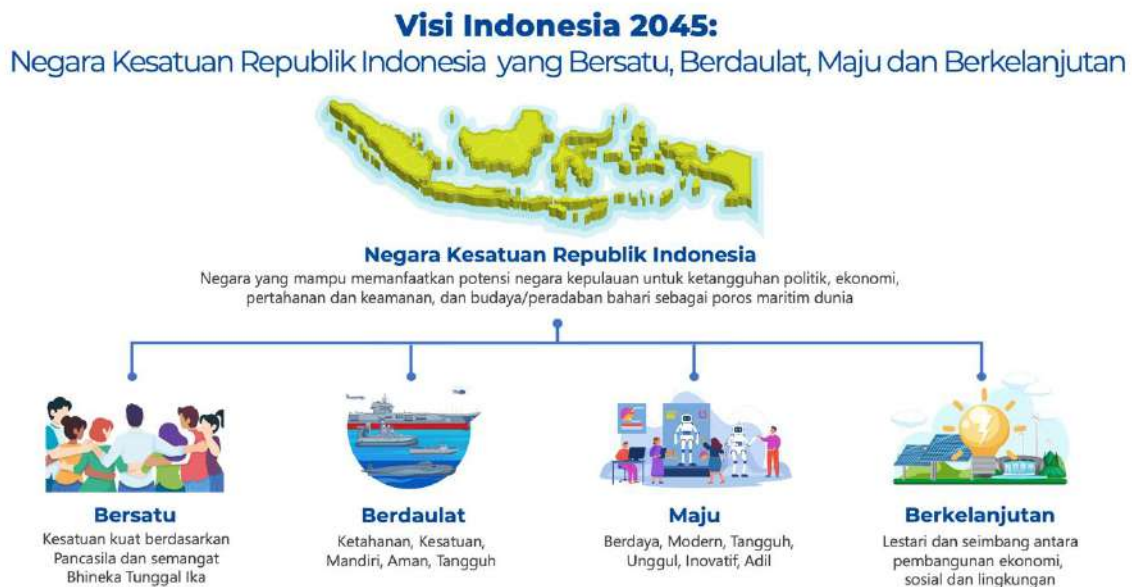 Visi Indonesia 2045:
Negara Kesatuan Republik Indonesia yang Bersatu, Berdaulat, Maju dan Berkelanjutan
Negara Kesatuan Republik Indonesia
Negara yang mampu memanfaatkan potensi negara kepulauan untuk ketangguhan politik, ekonomi,
pertahanan dan keamanan, dan budaya/peradaban bahari sebagai poros maritim dunia
Bersatu
Kesatuan kuat berdasarkan
Pancasila dan semangat
Bhineka Tunggal Ika
Berdaulat
Ketahanan, Kesatuan,
Mandiri, Aman, Tangguh
Maju
Berdaya, Modern, Tangguh,
Unggul, Inovatif, Adil
Berkelanjutan
Lestari dan seimbang antara
pembangunan ekonomi,
sosial dan lingkungan